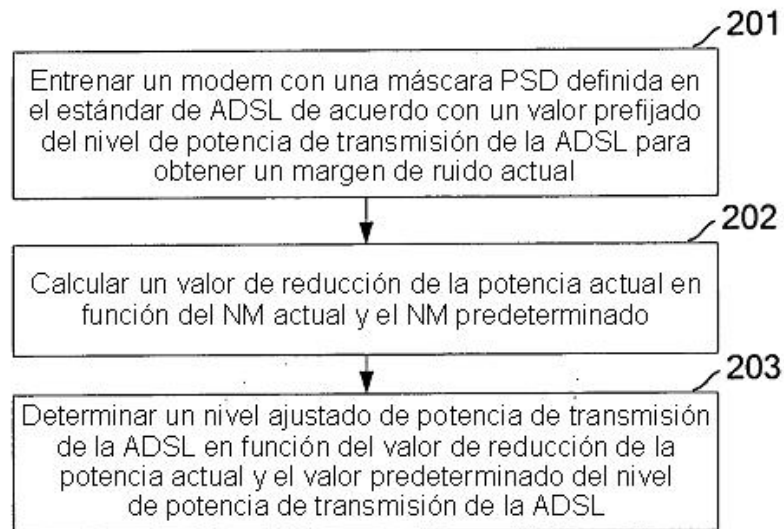 201
Entrenar un modem con una máscara PSD definida en
el estándar de ADSL de acuerdo con un valor prefijado
del nivel de potencia de transmisión de la ADSL para
obtener un margen de ruido actual
202
Calcular un valor de reducción de la potencia actual en
función del NM actual y el NM predeterminado
203
Determinar un nivel ajustado de potencia de transmisión
de la ADSL en función del valor de reducción de la
potencia actual y el valor predeterminado del nivel
de potencia de transmisión de la ADSL